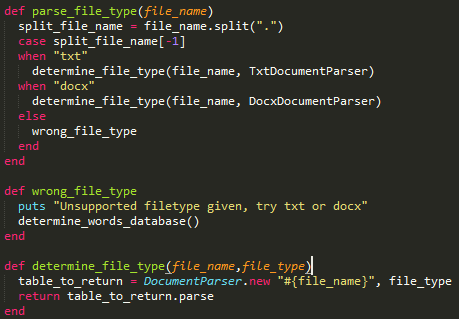 def parse_file_type(file_name)
  split_file_name = file_name.split(".")
  case split_file_name[-1]
  when "txt"
    determine_file_type(file_name, TxtDocumentParser)
  when "docx"
    determine_file_type(file_name, DocxDocumentParser)
  else
    wrong_file_type
  end
end

def wrong_file_type
  puts "Unsupported filetype given, try txt or docx"
  determine_words_database()
end

def determine_file_type(file_name,file_type)
  table_to_return = DocumentParser.new "#{file_name}", file_type
  return table_to_return.parse
end